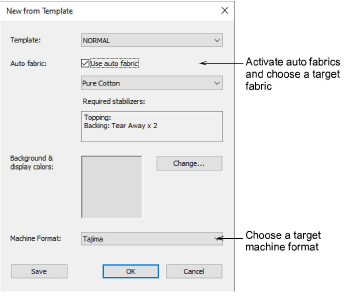 New from Template
Template:
NORMAL
Auto fabric:
Use auto fabric
Activate auto fabrics
and choose a target
fabric
Pure Cotton
Required stabilizers:
Topping:
Backing: Tear Away x 2
Background &
display colors:
Change...
Machine Format:
Tajima
Choose a target
machine format
Save
OK
Cancel